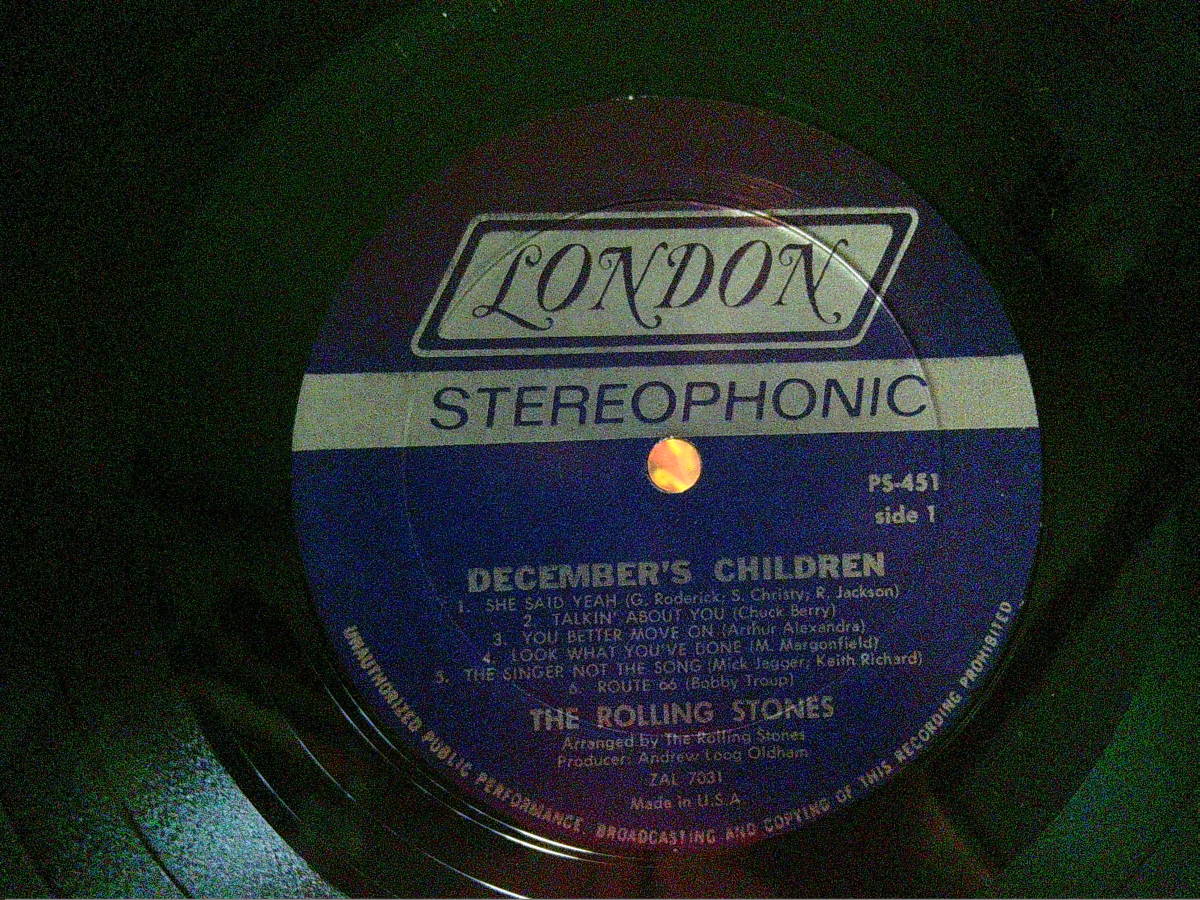 LONDON
STEREOPHONIC
PS-451
side 1
DECEMBER'S CHILDREN
1. SHE SAID YEAH (G. Roderick; S. Christy; R. Jackson)
2. TALKIN' ABOUT YOU (Chuck Berry)
3. YOU BETTER MOVE ON (Arthur Alexandra)
4. LOOK WHAT YOU'VE DONE (M. Margonfield)
5. THE SINGER NOT THE SONG (Mick Jagger; Keith Richard)
6. ROUTE 66 (Bobby Troup)
THE ROLLING STONES
Arranged by The Rolling Stones
Producer: Andrew Loog Oldham
ZAL 7031
Made in U.S.A.
UNAUTHORIZED PUBLIC PERFORMANCE, BROADCASTING AND COPYING OF THIS RECORDING PROHIBITED